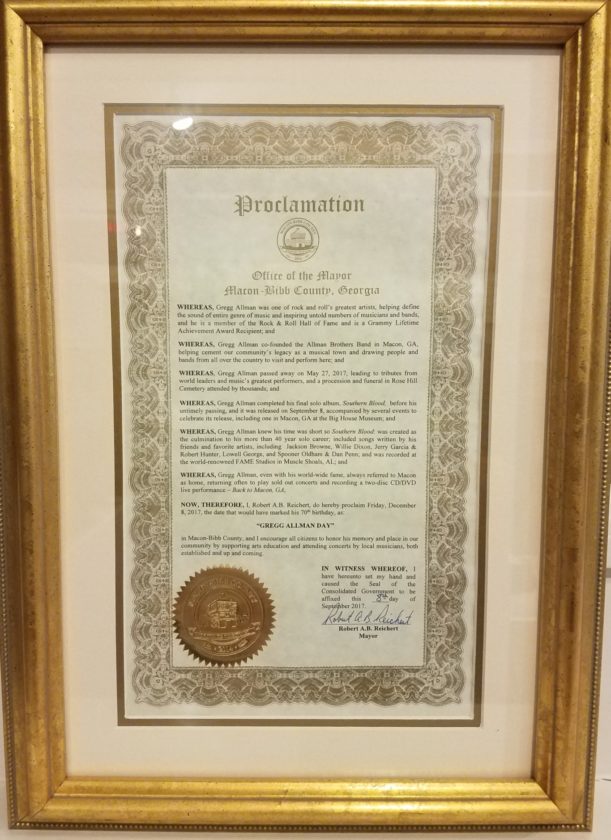 Proclamation
Office of the Mayor
Macon-Bibb County, Georgia
WHEREAS, Gregg Allman was one of rock and roll's greatest artists, helping define
the sound of entire genre of music and inspiring untold numbers of musicians and bands,
and he is a member of the Rock & Roll Hall of Fame and is a Grammy Lifetime
Achievement Award Recipient; and
WHEREAS, Gregg Allman co-founded the Allman Brothers Band in Macon, GA,
helping cement our community's legacy as a musical town and drawing people and
bands from all over the country to visit and perform here; and
WHEREAS, Gregg Allman passed away on May 27, 2017, leading to tributes from
world leaders and music's greatest performers, and a procession and funeral in Rose Hill
Cemetery attended by thousands; and
WHEREAS, Gregg Allman completed his final solo album, Southern Blood, before his
untimely passing, and it was released on September 8, accompanied by several events to
celebrate its release, including one in Macon, GA at the Big House Museum; and
WHEREAS, Gregg Allman knew his time was short so Southern Blood was created as
the culmination to his more than 40 year solo career; included songs written by his
friends and favorite artists, including Jackson Browne, Willie Dixon, Jerry Garcia &
Robert Hunter, Lowell George, and Spooner Oldham & Dan Penn; and was recorded at
the world-renowned FAME Studios in Muscle Shoals, AL; and
WHEREAS, Gregg Allman, even with his world-wide fame, always referred to Macon
as home, returning often to play sold out concerts and recording a two-disc CD/DVD
live performance – Back to Macon, GA;
NOW, THEREFORE, I, Robert A.B. Reichert, do hereby proclaim Friday, December
8, 2017, the date that would have marked his 70th birthday, as:
"GREGG ALLMAN DAY"
in Macon-Bibb County, and I encourage all citizens to honor his memory and place in our
community by supporting arts education and attending concerts by local musicians, both
established and up and coming.
IN WITNESS WHEREOF, I
have hereunto set my hand and
caused the Seal of the
Consolidated Government to be
affixed this 8th day of
September 2017.
Robert A B Reichert
Robert A.B. Reichert
Mayor